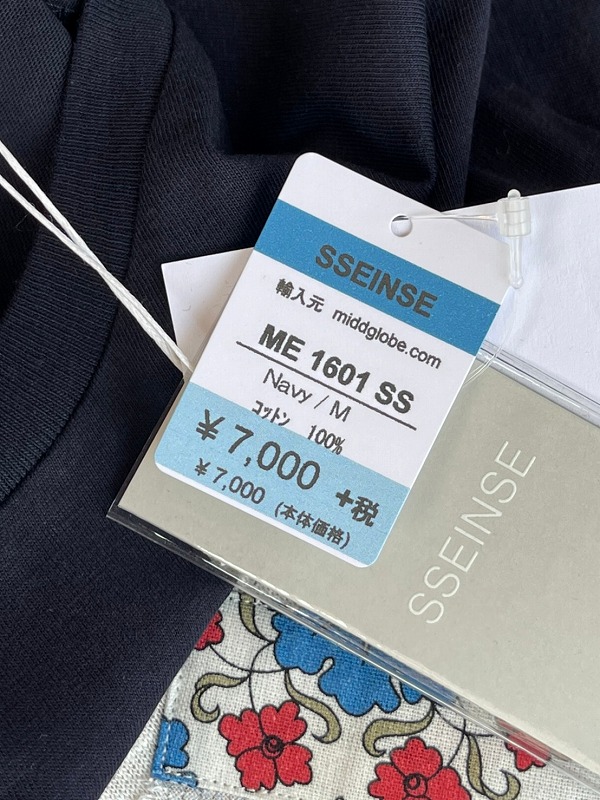 SSEINSE
輸入元 middglobe.com
ME 1601 SS
Navy / M
コットン 100%
¥7,000 +税
¥7,000 (本体価格)
SSEINSE